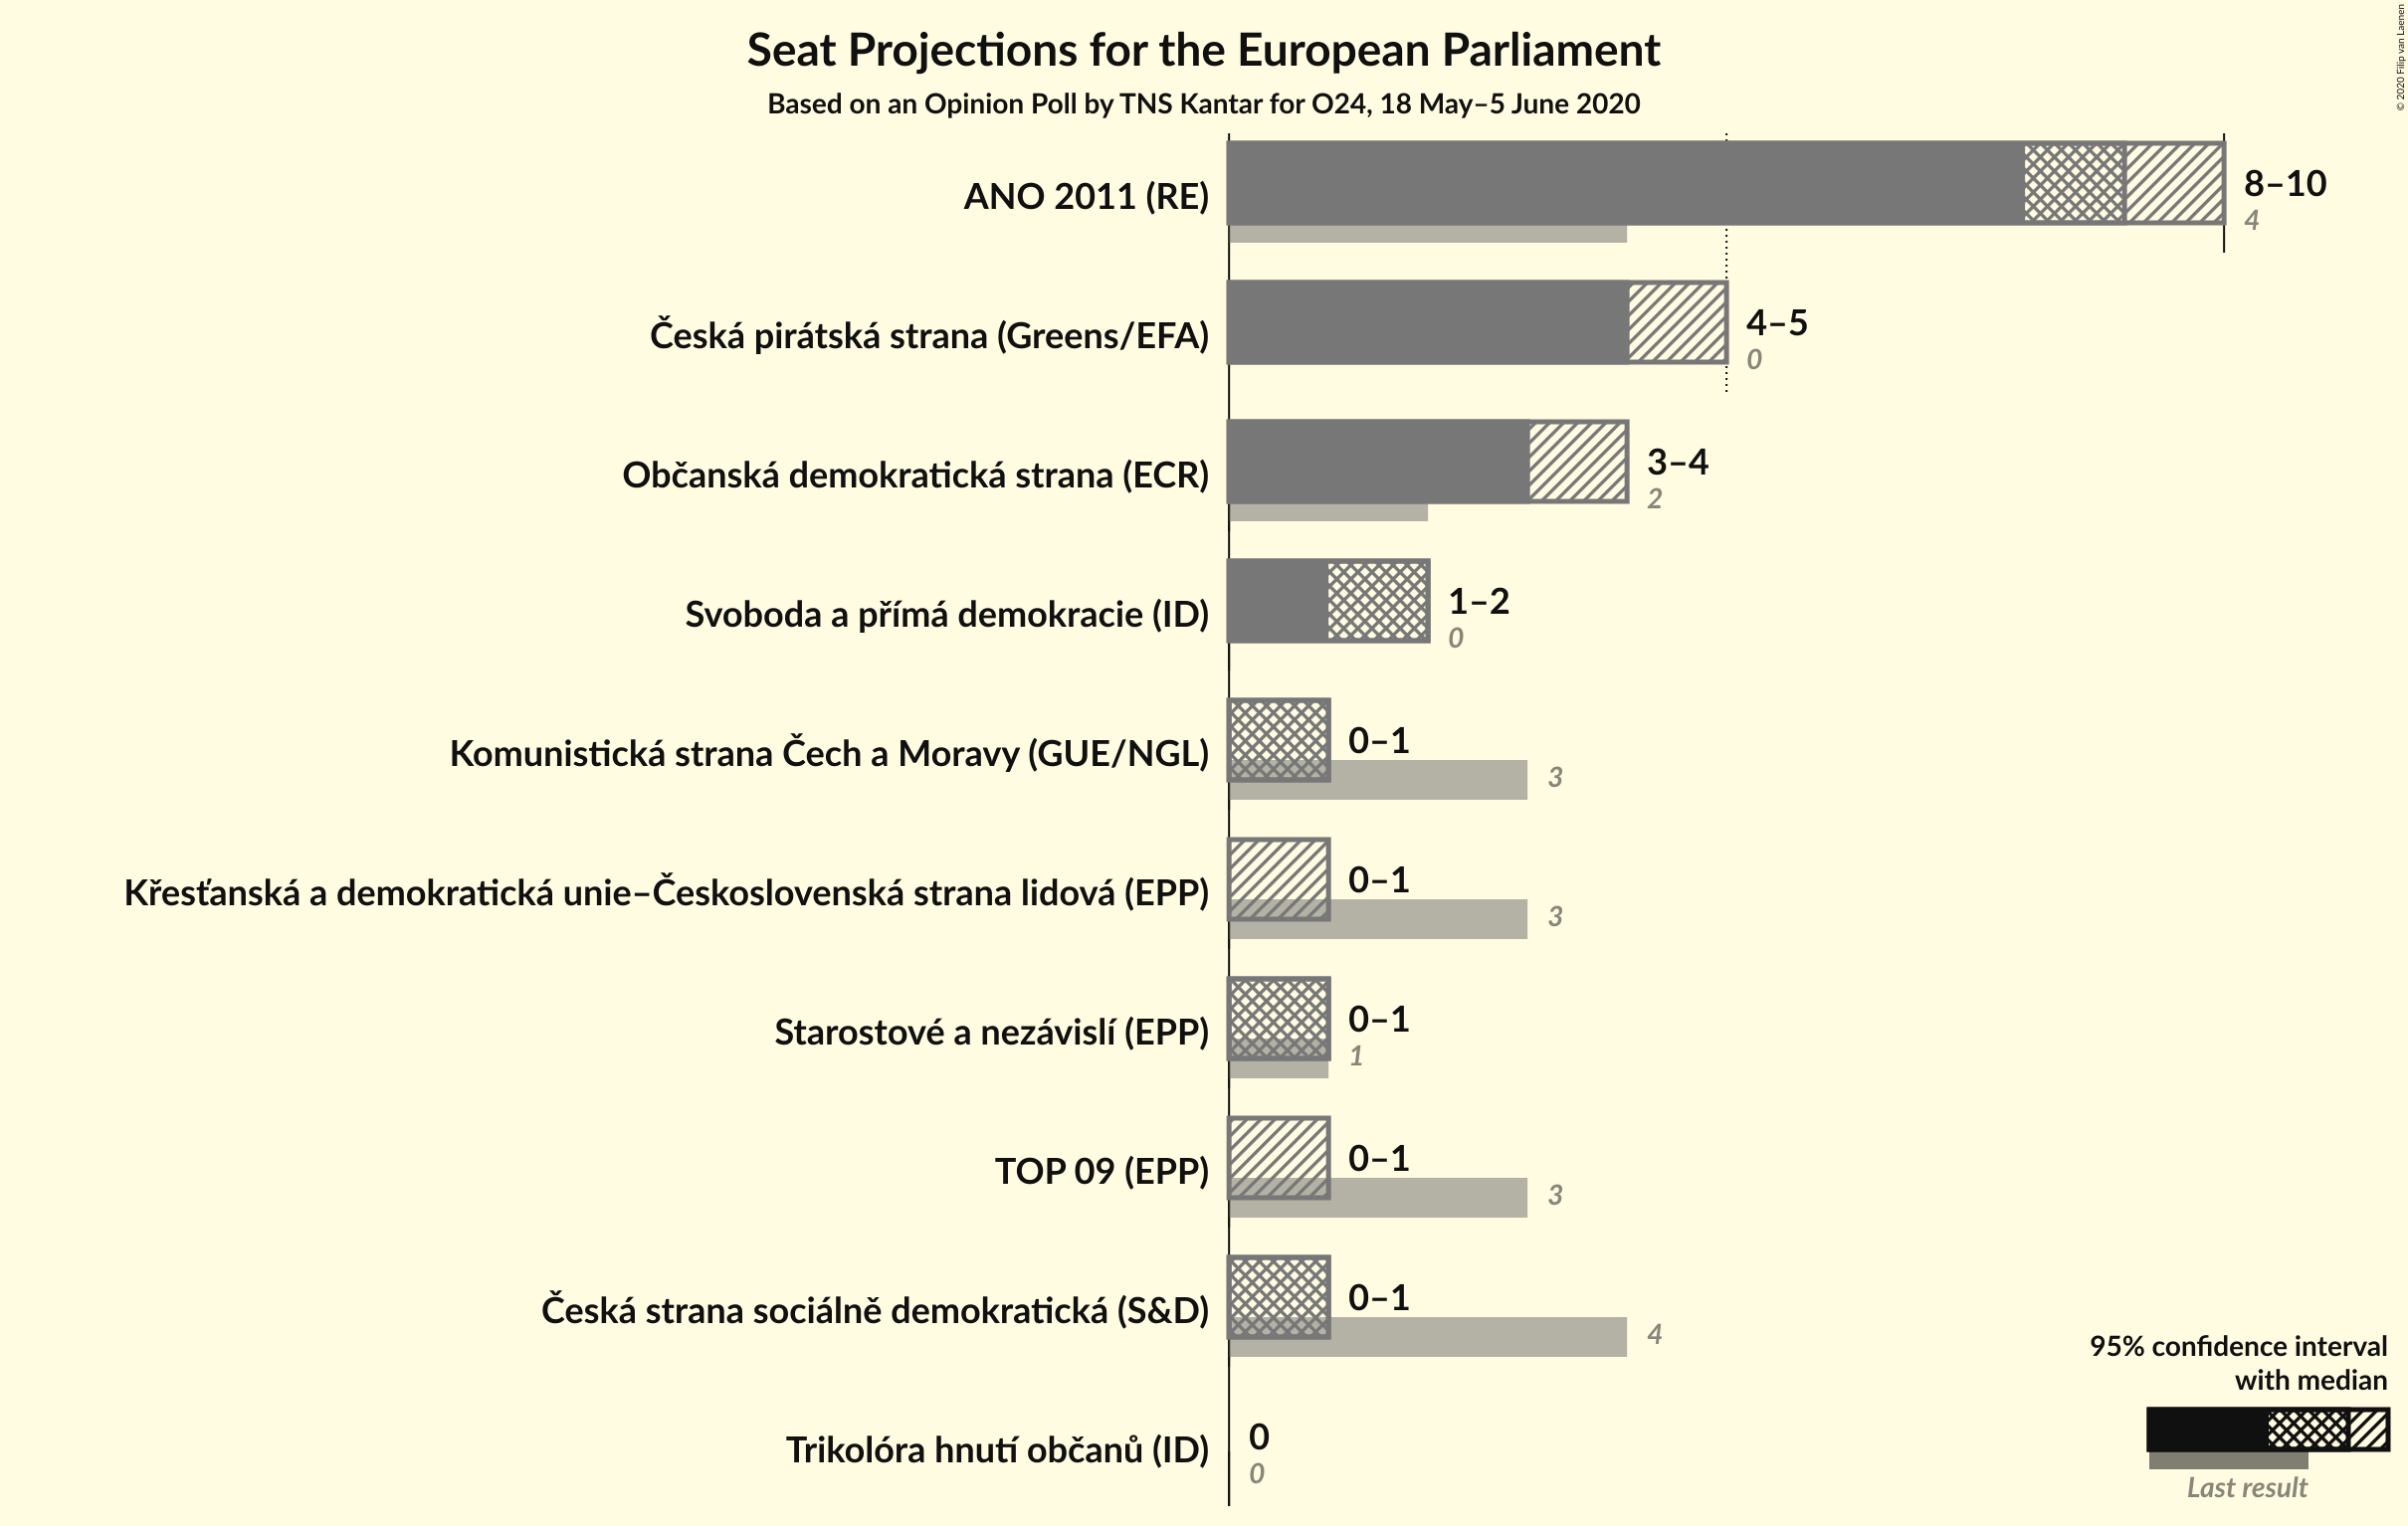 Seat Projections for the European Parliament
Based on an Opinion Poll by TNS Kantar for O24, 18 May–5 June 2020
© 2020 Filip van Laenen
ANO 2011 (RE)
8–10
4
Česká pirátská strana (Greens/EFA)
4–5
0
Občanská demokratická strana (ECR)
3–4
2
Svoboda a přímá demokracie (ID)
1–2
0
Komunistická strana Čech a Moravy (GUE/NGL)
0–1
3
Křesťanská a demokratická unie–Československá strana lidová (EPP)
0–1
3
Starostové a nezávislí (EPP)
0–1
1
TOP 09 (EPP)
0–1
3
Česká strana sociálně demokratická (S&D)
0–1
4
Trikolóra hnutí občanů (ID)
0
0
95% confidence interval
with median
Last result